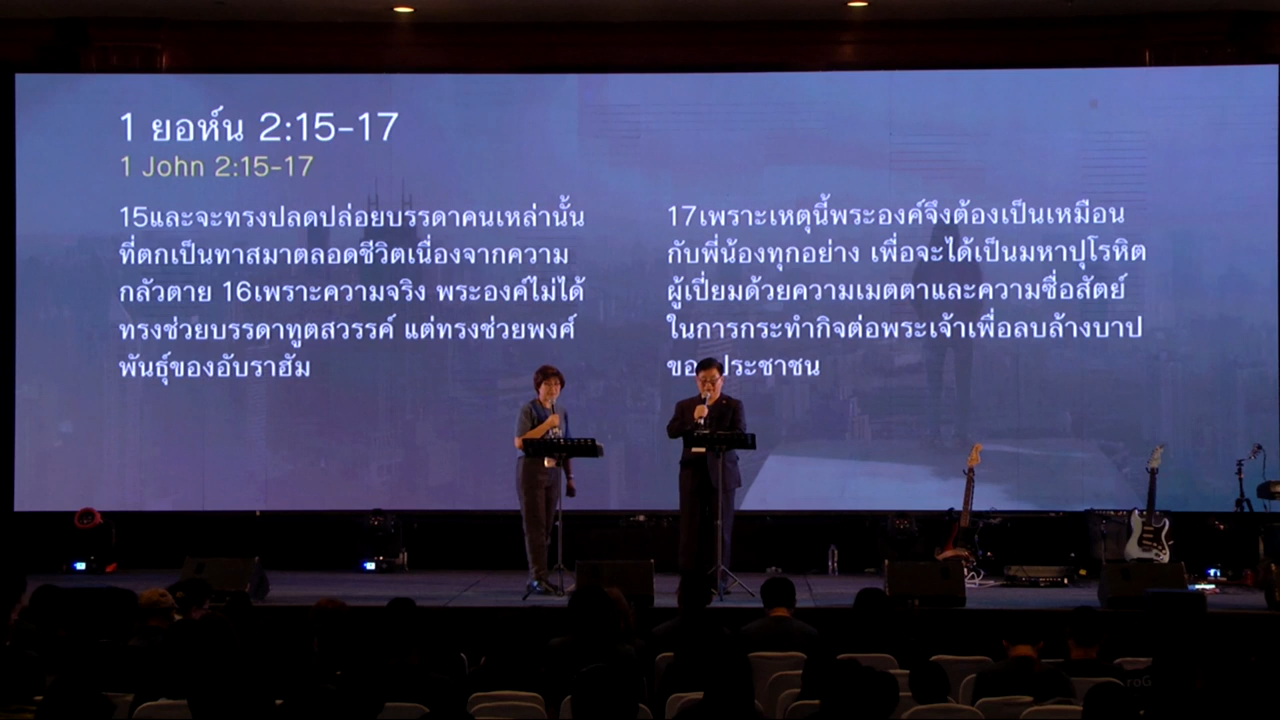 1 ยอห์น 2:15-17
1 John 2:15-17
15และจะทรงปลดปล่อยบรรดาคนเหล่านั้น
ที่ตกเป็นทาสมาตลอดชีวิตเนื่องจากความ
กลัวตาย 16เพราะความจริง พระองค์ไม่ได้
ทรงช่วยบรรดาทูตสวรรค์ แต่ทรงช่วยพงศ์
พันธุ์ของอับราฮัม
17เพราะเหตุนี้พระองค์จึงต้องเป็นเหมือน
กับพี่น้องทุกอย่าง เพื่อจะได้เป็นมหาปุโรหิต
ผู้เปี่ยมด้วยความเมตตาและความซื่อสัตย์
ในการกระทำกิจต่อพระเจ้าเพื่อลบล้างบาป
ประชาชน